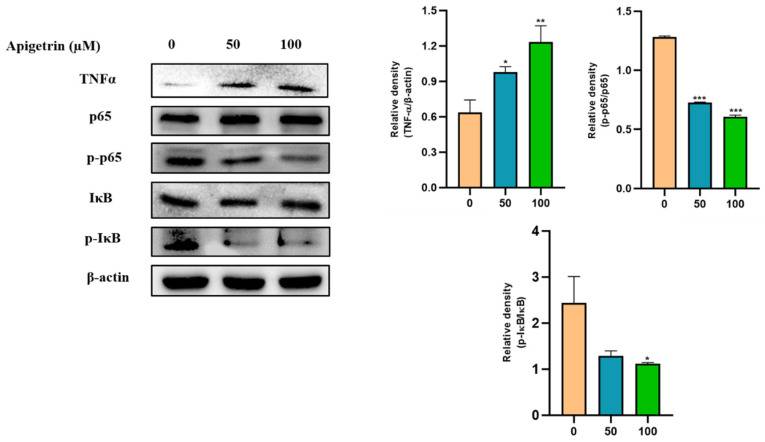 Apigetrin (µM) 0 50 100
TNFα
p65
p-p65
IκB
p-IκB
β-actin
Relative density
(TNF-α/β-actin)
1.5
1.2
0.9
0.6
0.3
0.0
*
**
0 50 100
Relative density
(p-p65/p65)
1.5
1.0
0.5
0.0
***
***
0 50 100
Relative density
(p-IκB/IκB)
4
3
2
1
0
*
0 50 100